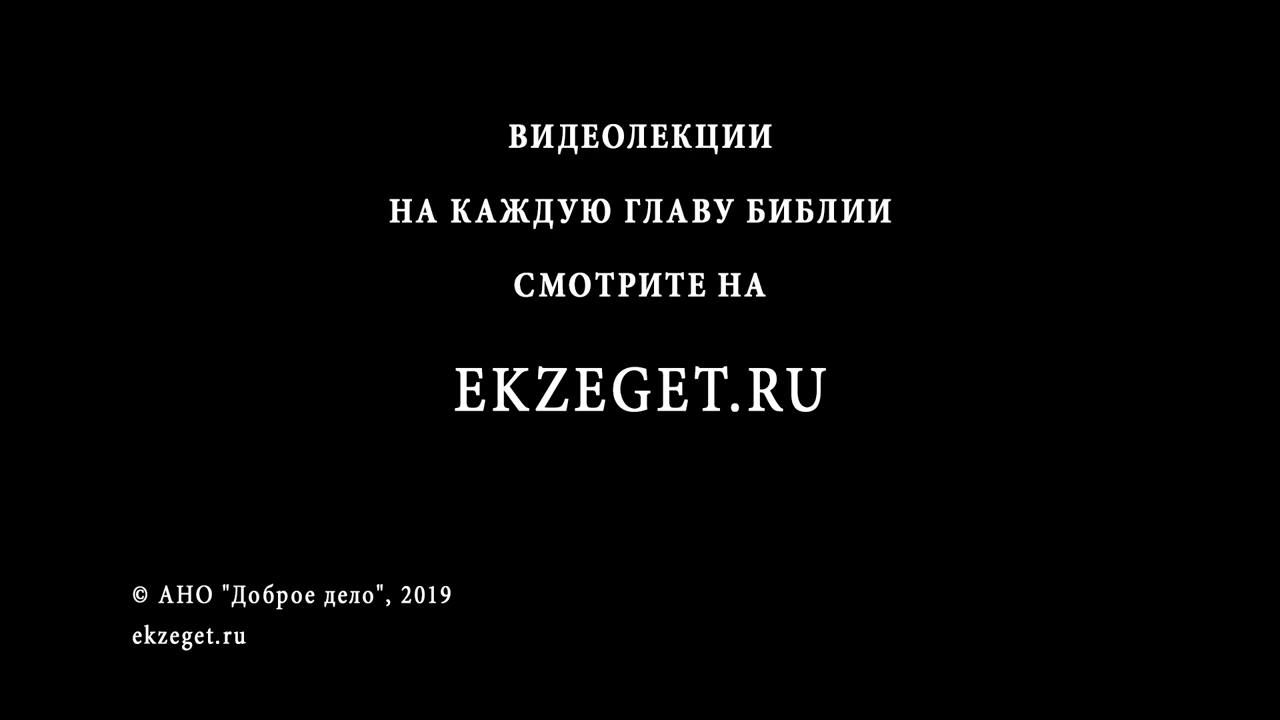 ВИДЕОЛЕКЦИИ
НА КАЖДУЮ ГЛАВУ БИБЛИИ
СМОТРИТЕ НА
EKZEGET.RU
© АНО "Доброе дело", 2019
ekzeget.ru